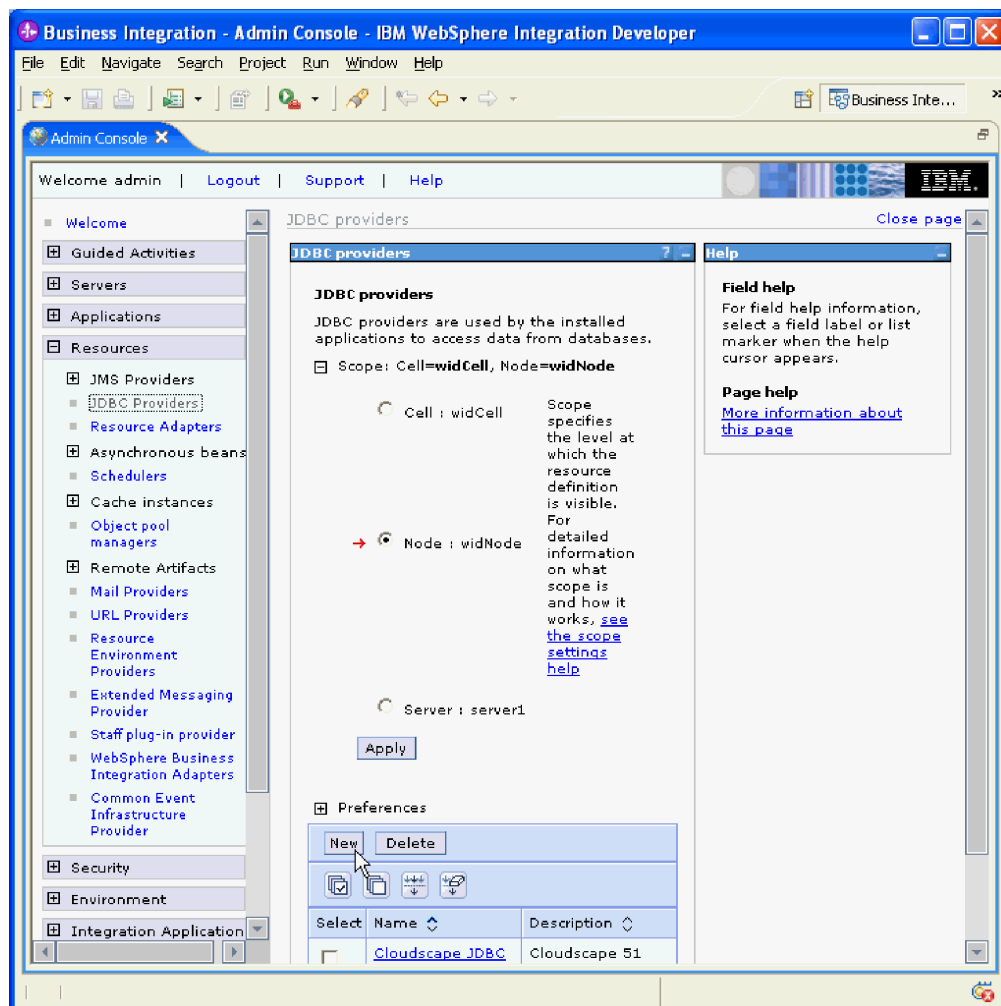 Business Integration - Admin Console - IBM WebSphere Integration Developer
File Edit Navigate Search Project Run Window Help
Business Inte...
Admin Console
Welcome admin | Logout | Support | Help
IBM.
Welcome
Guided Activities
Servers
Applications
Resources
JMS Providers
JDBC Providers
Resource Adapters
Asynchronous beans
Schedulers
Cache instances
Object pool
managers
Remote Artifacts
Mail Providers
URL Providers
Resource
Environment
Providers
Extended Messaging
Provider
Staff plug-in provider
WebSphere Business
Integration Adapters
Common Event
Infrastructure
Provider
Security
Environment
Integration Application
JDBC providers
Close page
JDBC providers ?
JDBC providers
JDBC providers are used by the installed
applications to access data from databases.
Scope: Cell=widCell, Node=widNode
Cell : widCell
Node : widNode
Server : server1
Scope
specifies
the level at
which the
resource
definition
is visible.
For
detailed
information
on what
scope is
and how it
works, see
the scope
settings
help
Apply
Preferences
New Delete
Select Name Description
Cloudscape JDBC Cloudscape 51
Help
Field help
For field help information,
select a field label or list
marker when the help
cursor appears.
Page help
More information about
this page